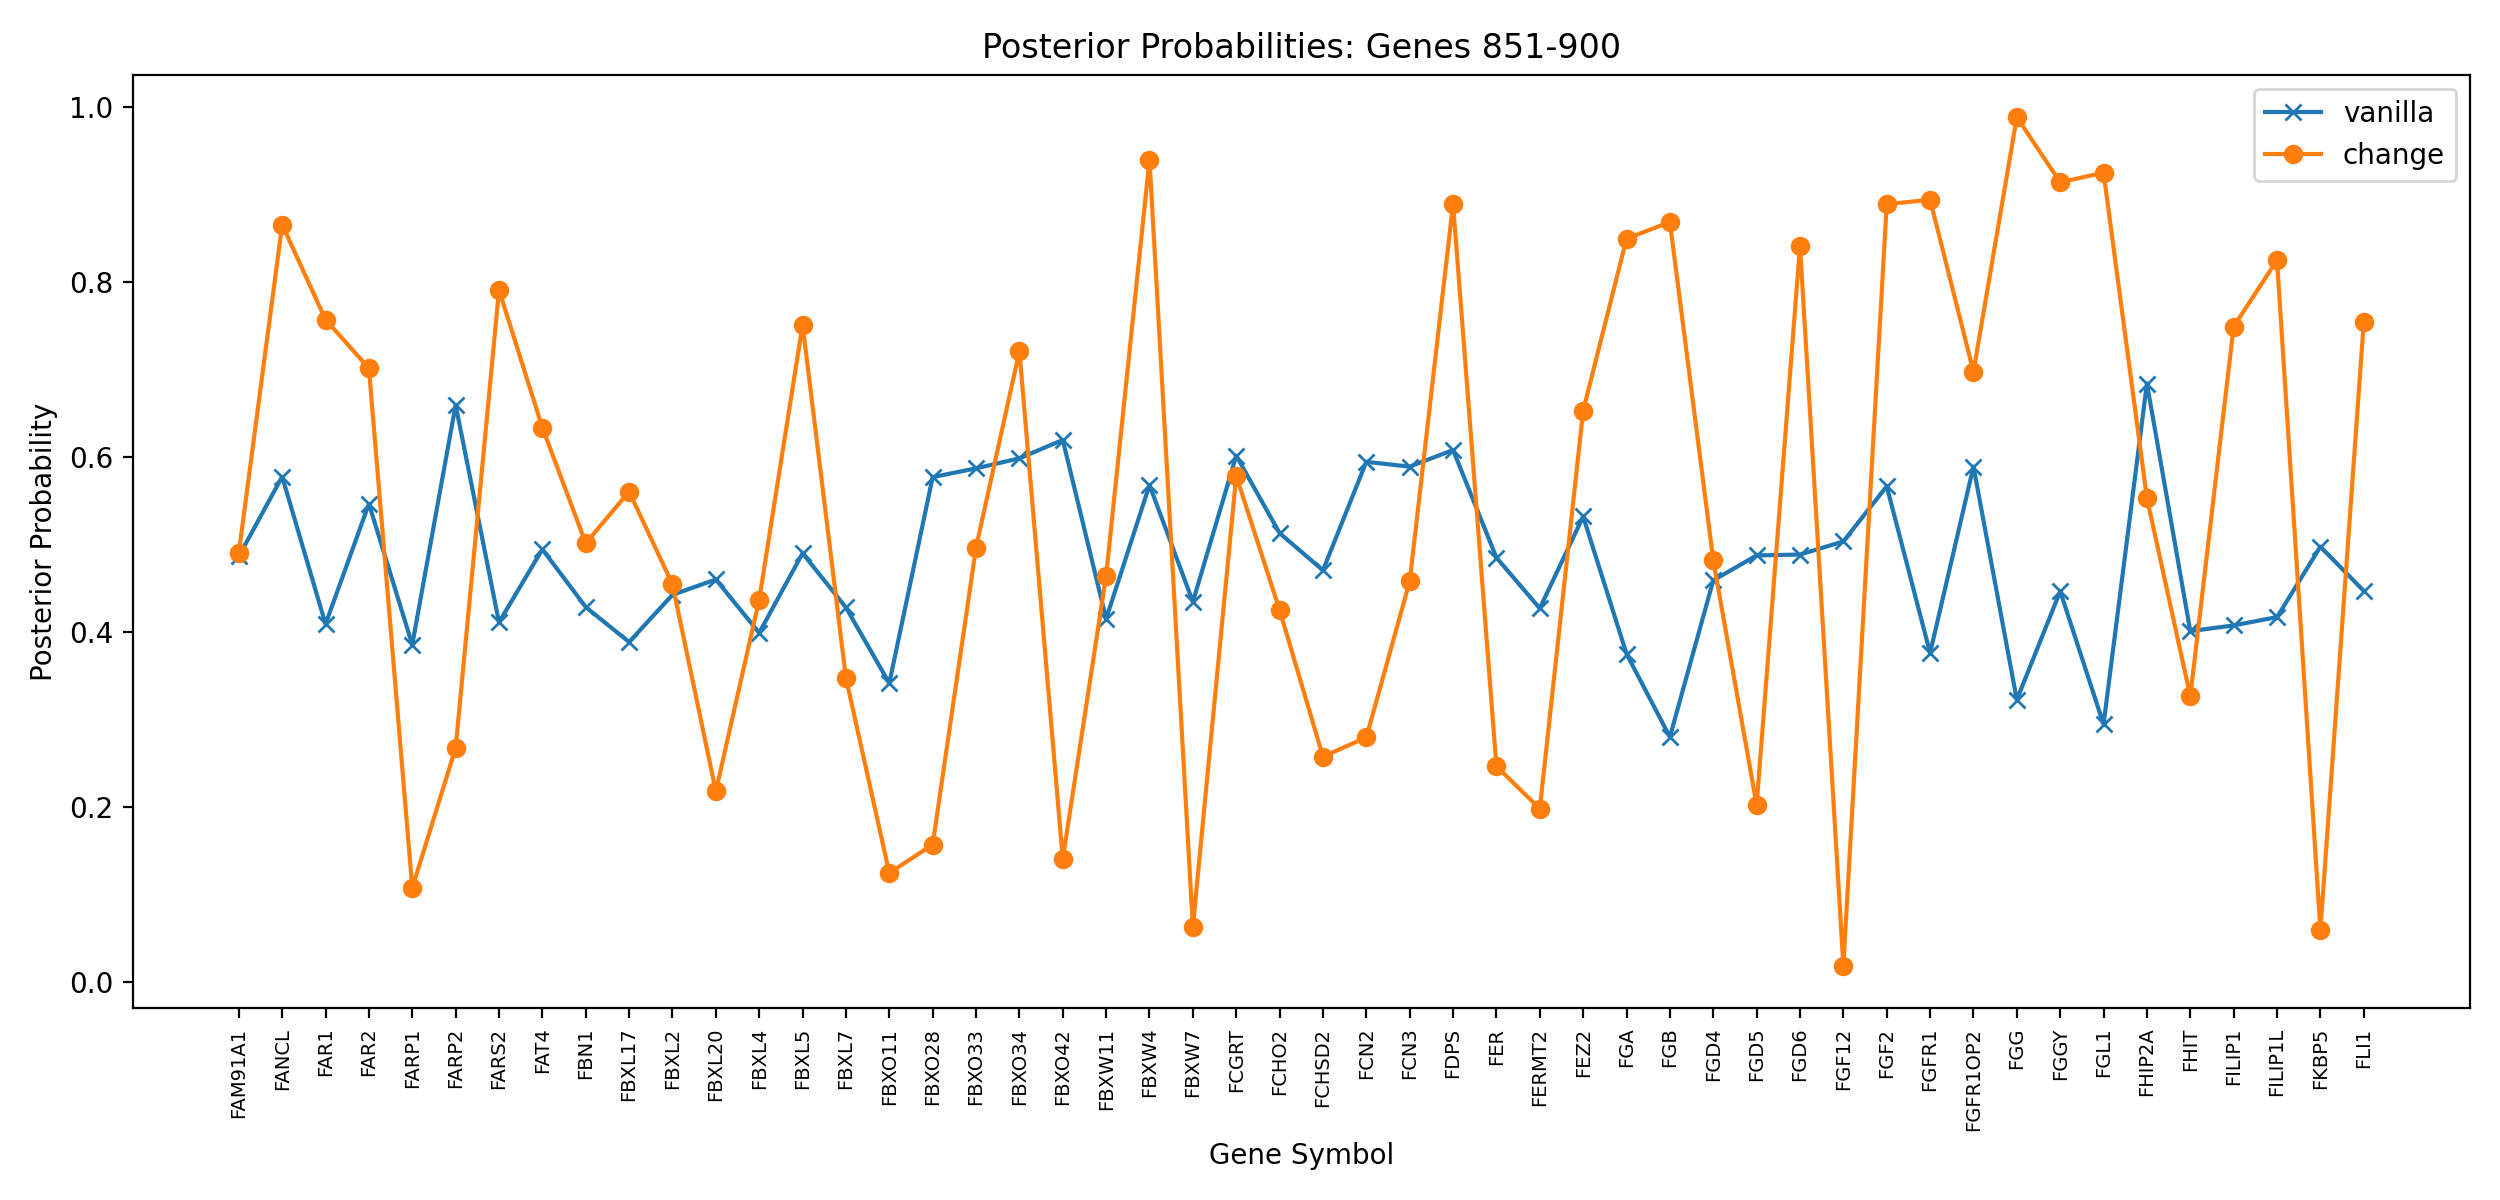 Posterior Probabilities: Genes 851-900
vanilla
change
Posterior Probability
1.0
0.8
0.6
0.4
0.2
0.0
FAM91A1
FANCL
FAR1
FAR2
FARP1
FARP2
FARS2
FAT4
FBN1
FBXL17
FBXL2
FBXL20
FBXL4
FBXL5
FBXL7
FBXO11
FBXO28
FBXO33
FBXO34
FBXO42
FBXW11
FBXW4
FBXW7
FCGRT
FCHO2
FCHSD2
FCN2
FCN3
FDPS
FER
FERMT2
FEZ2
FGA
FGB
FGD4
FGD5
FGD6
FGF12
FGF2
FGFR1
FGFR1OP2
FGG
FGGY
FGL1
FHIP2A
FHIT
FILIP1
FILIP1L
FKBP5
FLI1
Gene Symbol